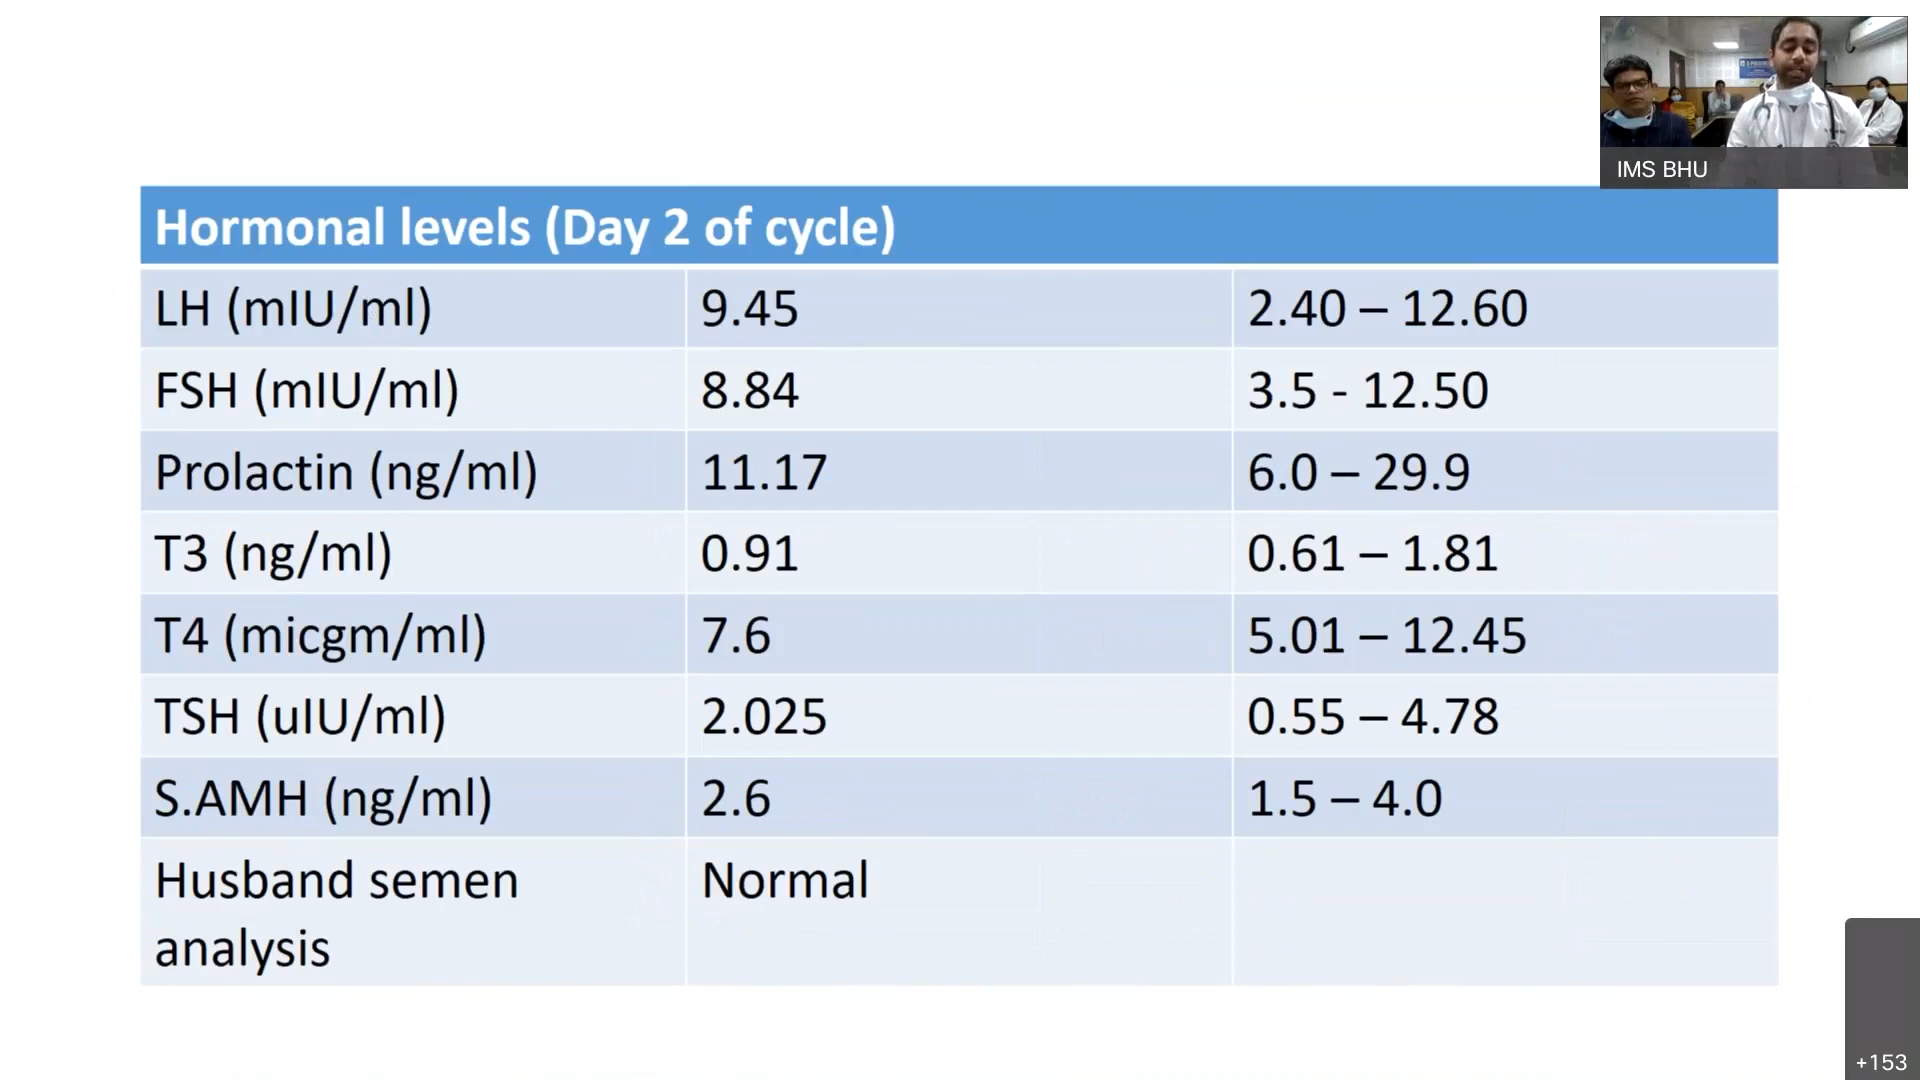 IMS BHU
Hormonal levels (Day 2 of cycle)
LH (mIU/ml) 9.45 2.40 – 12.60
FSH (mIU/ml) 8.84 3.5 - 12.50
Prolactin (ng/ml) 11.17 6.0 – 29.9
T3 (ng/ml) 0.91 0.61 – 1.81
T4 (micgm/ml) 7.6 5.01 – 12.45
TSH (uIU/ml) 2.025 0.55 – 4.78
S.AMH (ng/ml) 2.6 1.5 – 4.0
Husband semen Normal
analysis
+153